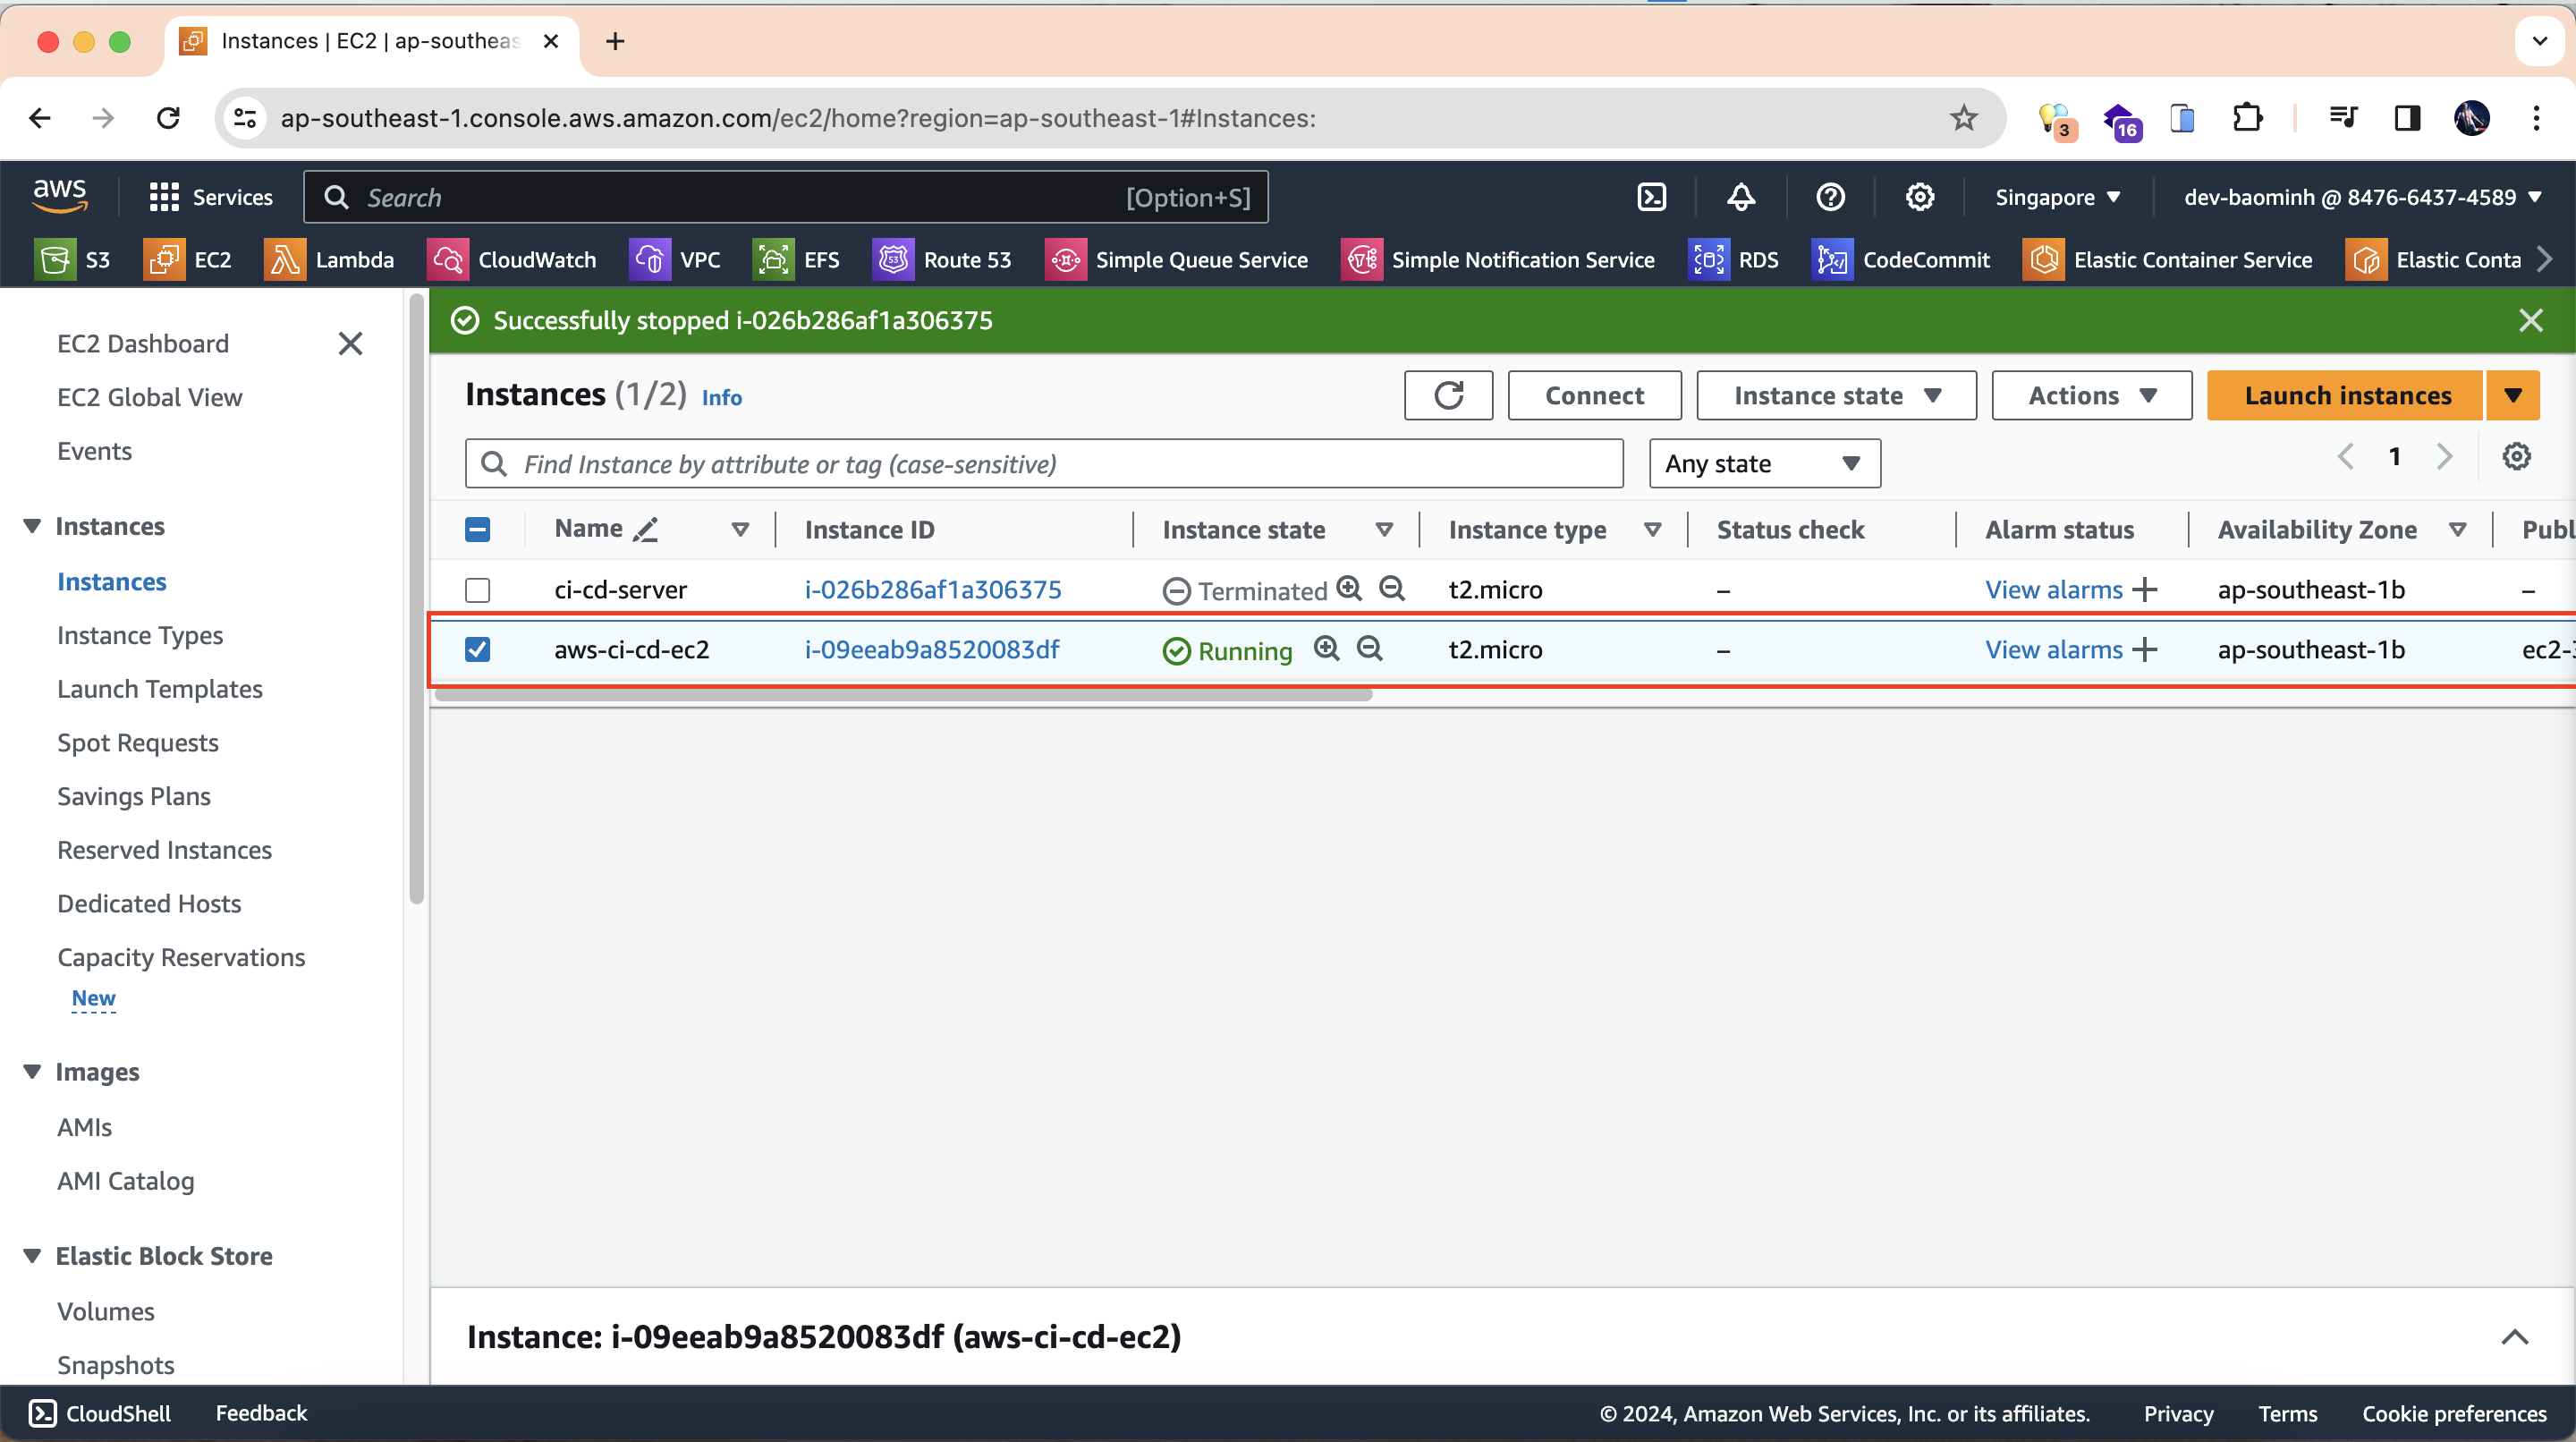 Instances | EC2 | ap-southeas
ap-southeast-1.console.aws.amazon.com/ec2/home?region=ap-southeast-1#Instances:
3
16
aws
Services
Search
[Option+S]
Singapore
dev-baominh @ 8476-6437-4589
S3
EC2
Lambda
CloudWatch
VPC
EFS
Route 53
Simple Queue Service
Simple Notification Service
RDS
CodeCommit
Elastic Container Service
Elastic Conta
EC2 Dashboard
EC2 Global View
Events
Instances
Instances
Instance Types
Launch Templates
Spot Requests
Savings Plans
Reserved Instances
Dedicated Hosts
Capacity Reservations
New
Images
AMIs
AMI Catalog
Elastic Block Store
Volumes
Snapshots
Successfully stopped i-026b286af1a306375
Instances (1/2) Info
Connect
Instance state
Actions
Launch instances
Find Instance by attribute or tag (case-sensitive)
Any state
1
Name Instance ID Instance state Instance type Status check Alarm status Availability Zone Publ
ci-cd-server i-026b286af1a306375 Terminated t2.micro – View alarms + ap-southeast-1b –
aws-ci-cd-ec2 i-09eeab9a8520083df Running t2.micro – View alarms + ap-southeast-1b ec2-3
Instance: i-09eeab9a8520083df (aws-ci-cd-ec2)
CloudShell
Feedback
© 2024, Amazon Web Services, Inc. or its affiliates.
Privacy
Terms
Cookie preferences